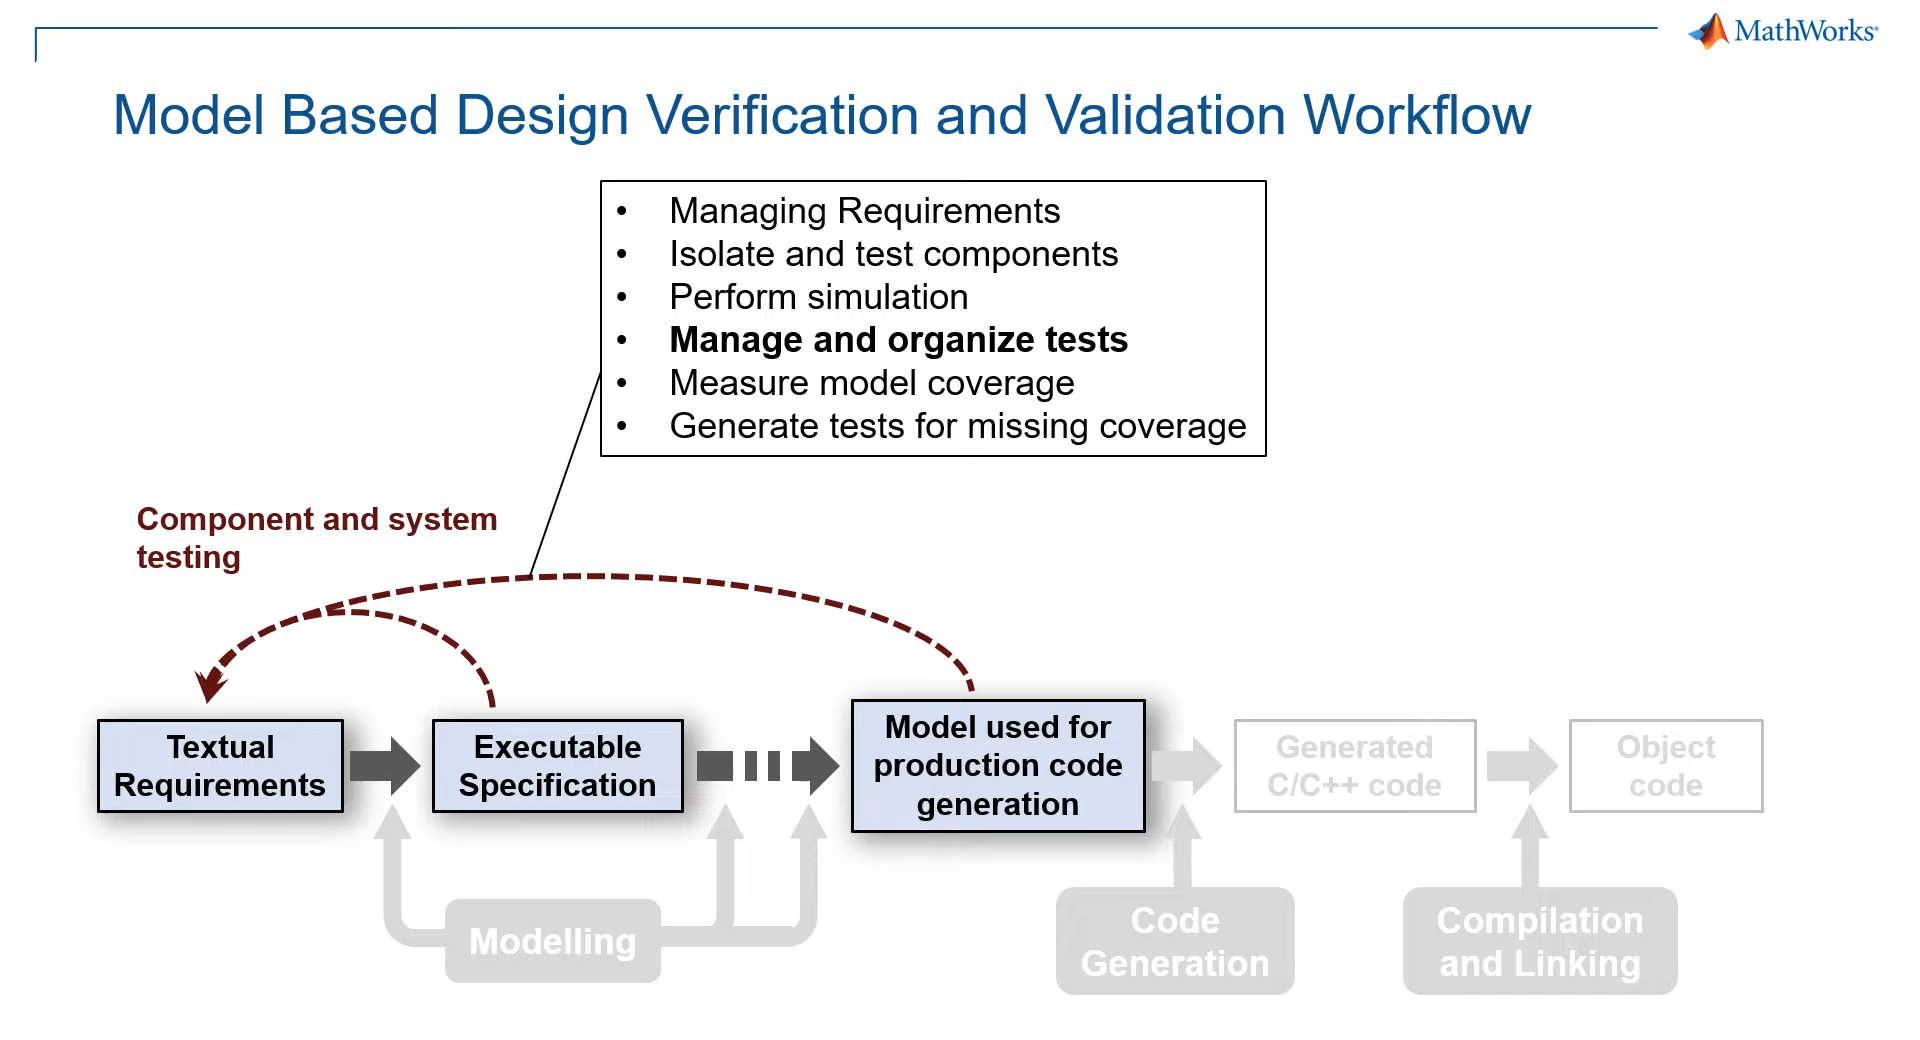 MathWorks®
Model Based Design Verification and Validation Workflow
• Managing Requirements
• Isolate and test components
• Perform simulation
• Manage and organize tests
• Measure model coverage
• Generate tests for missing coverage
Component and system
testing
Textual
Requirements
Executable
Specification
Model used for
production code
generation
Generated
C/C++ code
Object
code
Modelling
Code
Generation
Compilation
and Linking